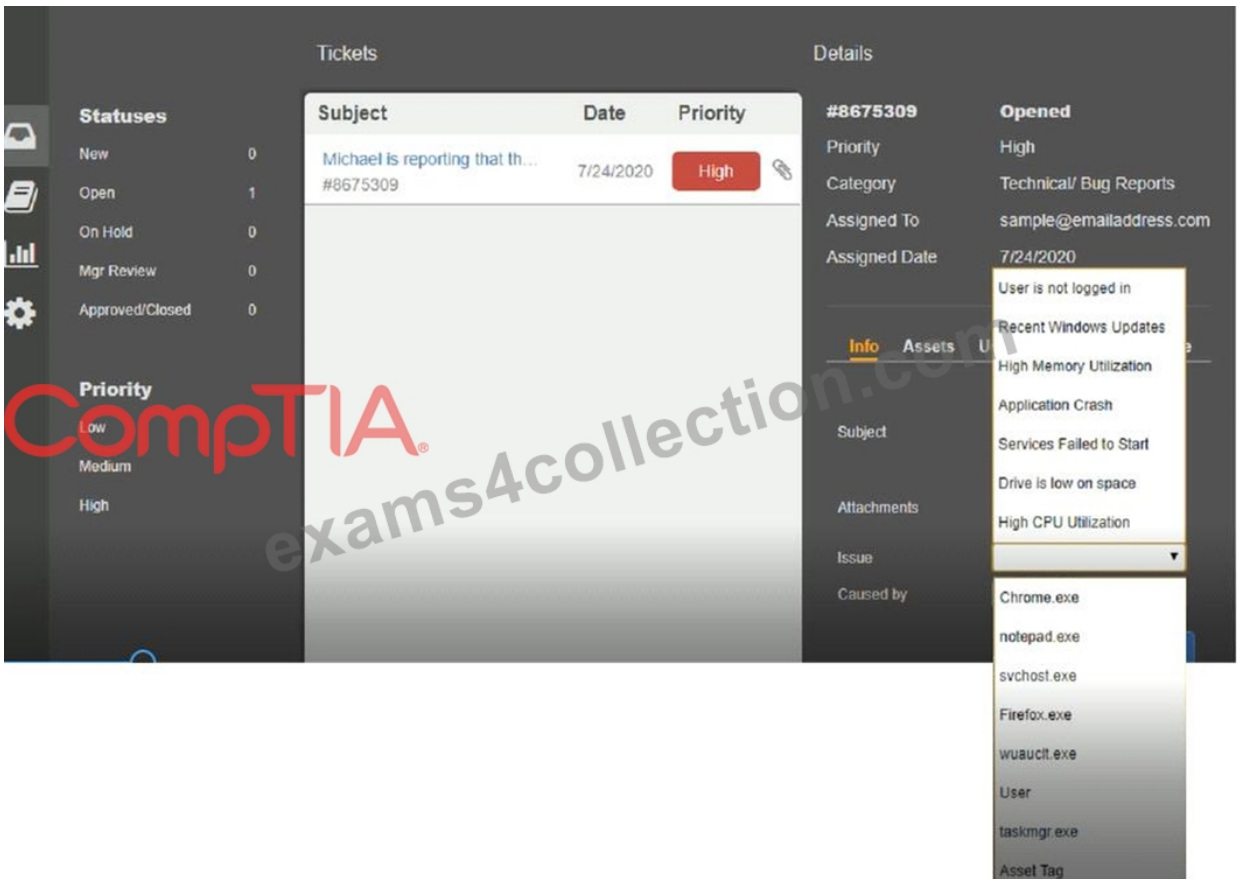 Tickets
Details
Statuses
New 0
Open 1
On Hold 0
Mgr Review 0
Approved/Closed 0
Priority
Low
Medium
High
CompTIA®
exams4collection.com
Subject Date Priority
Michael is reporting that th... 7/24/2020 High
#8675309
#8675309 Opened
Priority High
Category Technical/ Bug Reports
Assigned To sample@emailaddress.com
Assigned Date 7/24/2020
Info Assets
Subject
Attachments
Issue
Caused by
User is not logged in
Recent Windows Updates
High Memory Utilization
Application Crash
Services Failed to Start
Drive is low on space
High CPU Utilization
Chrome.exe
notepad.exe
svchost.exe
Firefox.exe
wuauclt.exe
User
taskmgr.exe
Asset Tag